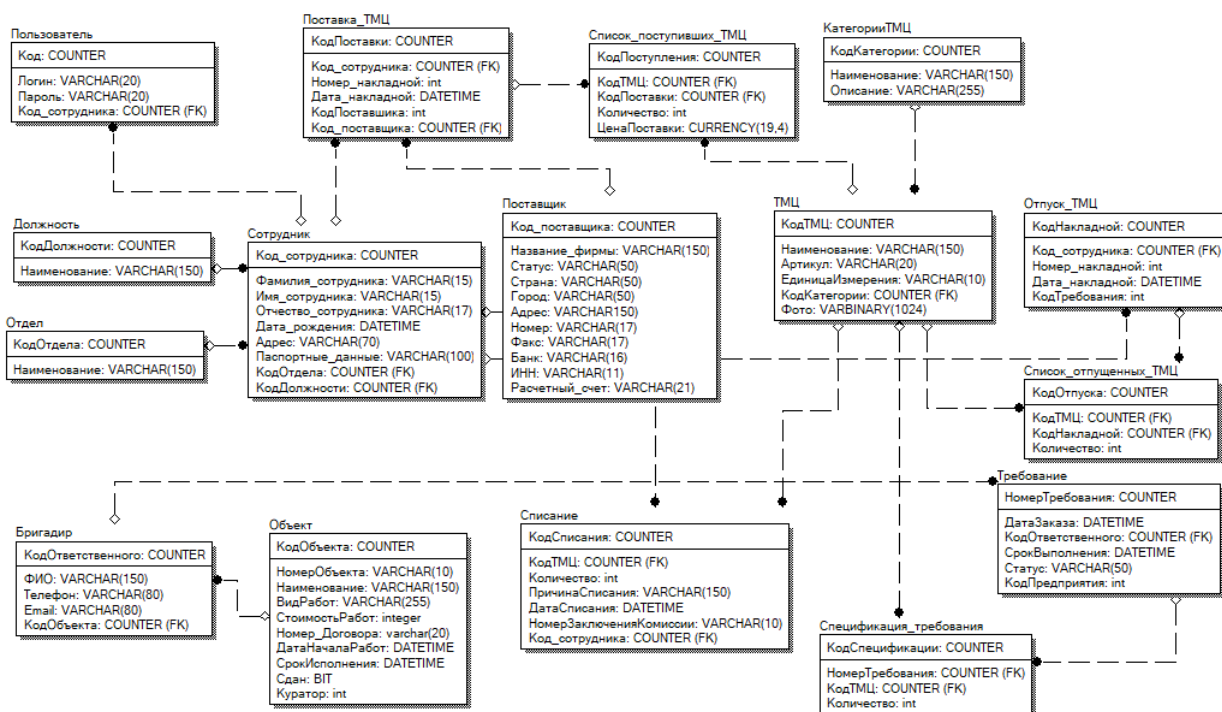 Пользователь
Код: COUNTER
Логин: VARCHAR(20)
Пароль: VARCHAR(20)
Код_сотрудника: COUNTER (FK)
Поставка_ТМЦ
КодПоставки: COUNTER
Код_сотрудника: COUNTER (FK)
Номер_накладной: int
Дата_накладной: DATETIME
КодПоставшика: int
Код_поставщика: COUNTER (FK)
Список_поступивших_ТМЦ
КодПоступления: COUNTER
КодТМЦ: COUNTER (FK)
КодПоставки: COUNTER (FK)
Количество: int
ЦенаПоставки: CURRENCY(19,4)
КатегорииТМЦ
КодКатегории: COUNTER
Наименование: VARCHAR(150)
Описание: VARCHAR(255)
Должность
КодДолжности: COUNTER
Наименование: VARCHAR(150)
Отдел
КодОтдела: COUNTER
Наименование: VARCHAR(150)
Сотрудник
Код_сотрудника: COUNTER
Фамилия_сотрудника: VARCHAR(15)
Имя_сотрудника: VARCHAR(15)
Отчество_сотрудника: VARCHAR(17)
Дата_рождения: DATETIME
Адрес: VARCHAR(70)
Паспортные_данные: VARCHAR(100)
КодОтдела: COUNTER (FK)
КодДолжности: COUNTER (FK)
Поставщик
Код_поставщика: COUNTER
Название_фирмы: VARCHAR(150)
Статус: VARCHAR(50)
Страна: VARCHAR(50)
Город: VARCHAR(50)
Адрес: VARCHAR150)
Номер: VARCHAR(17)
Факс: VARCHAR(17)
Банк: VARCHAR(16)
ИНН: VARCHAR(11)
Расчетный_счет: VARCHAR(21)
ТМЦ
КодТМЦ: COUNTER
Наименование: VARCHAR(150)
Артикул: VARCHAR(20)
ЕдиницаИзмерения: VARCHAR(10)
КодКатегории: COUNTER (FK)
Фото: VARBINARY(1024)
Отпуск_ТМЦ
КодНакладной: COUNTER
Код_сотрудника: COUNTER (FK)
Номер_накладной: int
Дата_накладной: DATETIME
КодТребования: int
Список_отпущенных_ТМЦ
КодОтпуска: COUNTER
КодТМЦ: COUNTER (FK)
КодНакладной: COUNTER (FK)
Количество: int
Бригадир
КодОтветственного: COUNTER
ФИО: VARCHAR(150)
Телефон: VARCHAR(80)
Email: VARCHAR(80)
КодОбъекта: COUNTER (FK)
Объект
КодОбъекта: COUNTER
НомерОбъекта: VARCHAR(10)
Наименование: VARCHAR(150)
ВидРабот: VARCHAR(255)
СтоимостьРабот: integer
Номер_Договора: varchar(20)
ДатаНачалаРабот: DATETIME
СрокИсполнения: DATETIME
Сдан: BIT
Куратор: int
Списание
КодСписания: COUNTER
КодТМЦ: COUNTER (FK)
Количество: int
ПричинаСписания: VARCHAR(150)
ДатаСписания: DATETIME
НомерЗаключенияКомиссии: VARCHAR(10)
Код_сотрудника: COUNTER (FK)
Требование
НомерТребования: COUNTER
ДатаЗаказа: DATETIME
КодОтветственного: COUNTER (FK)
СрокВыполнения: DATETIME
Статус: VARCHAR(50)
КодПредприятия: int
Спецификация_требования
КодСпецификации: COUNTER
НомерТребования: COUNTER (FK)
КодТМЦ: COUNTER (FK)
Количество: int